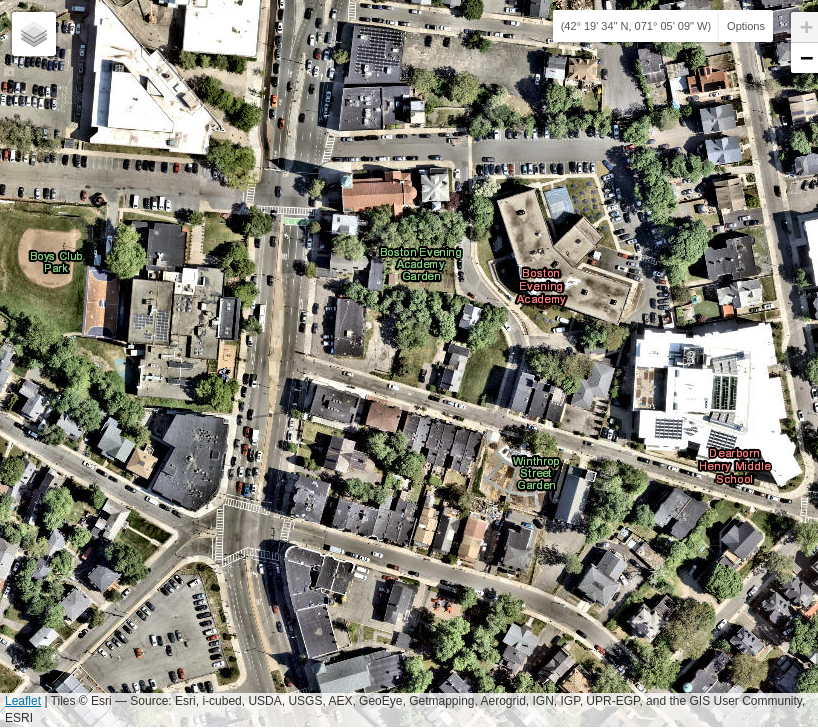 (42° 19' 34" N, 071° 05' 09" W)
Options
+
−
Boys Club
Park
Boston Evening
Academy
Garden
Boston
Evening
Academy
Dearborn
Henry Middle
School
Winthrop
Street
Garden
Leaflet | Tiles © Esri — Source: Esri, i-cubed, USDA, USGS, AEX, GeoEye, Getmapping, Aerogrid, IGN, IGP, UPR-EGP, and the GIS User Community,
ESRI